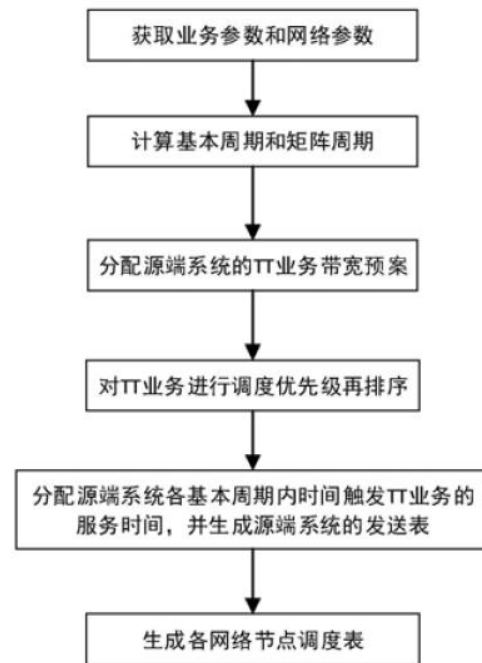 获取业务参数和网络参数
计算基本周期和矩阵周期
分配源端系统的TT业务带宽预案
对TT业务进行调度优先级再排序
分配源端系统各基本周期内时间触发TT业务的
服务时间，并生成源端系统的发送表
生成各网络节点调度表